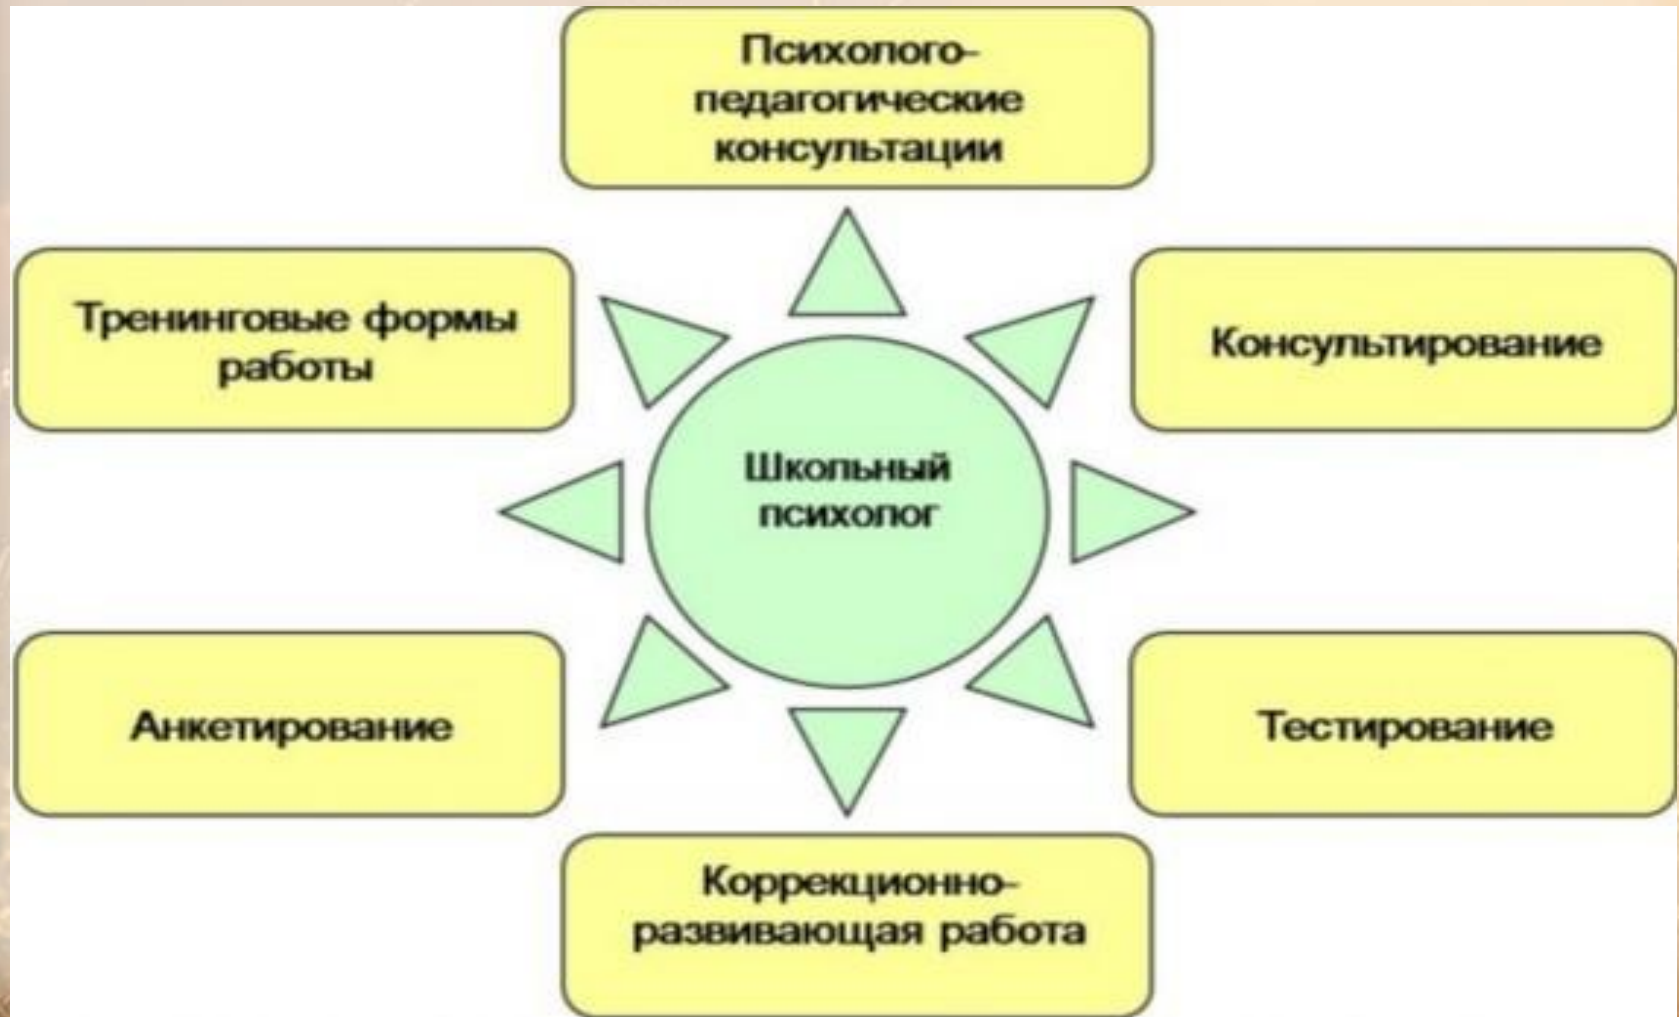 Психолого-
педагогические
консультации
Тренинговые формы
работы
Консультирование
Школьный
психолог
Анкетирование
Тестирование
Коррекционно-
развивающая работа